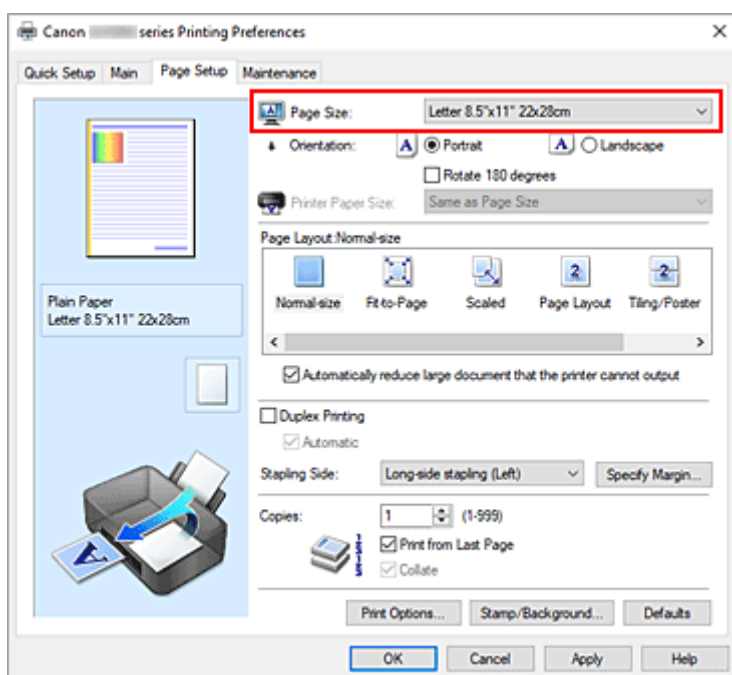 Canon series Printing Preferences
Quick Setup Main Page Setup Maintenance
Page Size: Letter 8.5"x11" 22x28cm
Orientation: A Portrait A Landscape
Rotate 180 degrees
Printer Paper Size: Same as Page Size
Page Layout:Normal-size
Normal-size Fit-to-Page Scaled Page Layout Tiling/Poster
Plain Paper
Letter 8.5"x11" 22x28cm
Automatically reduce large document that the printer cannot output
Duplex Printing
Automatic
Stapling Side: Long-side stapling (Left) Specify Margin...
Copies: 1 (1-999)
Print from Last Page
Collate
Print Options... Stamp/Background... Defaults
OK Cancel Apply Help